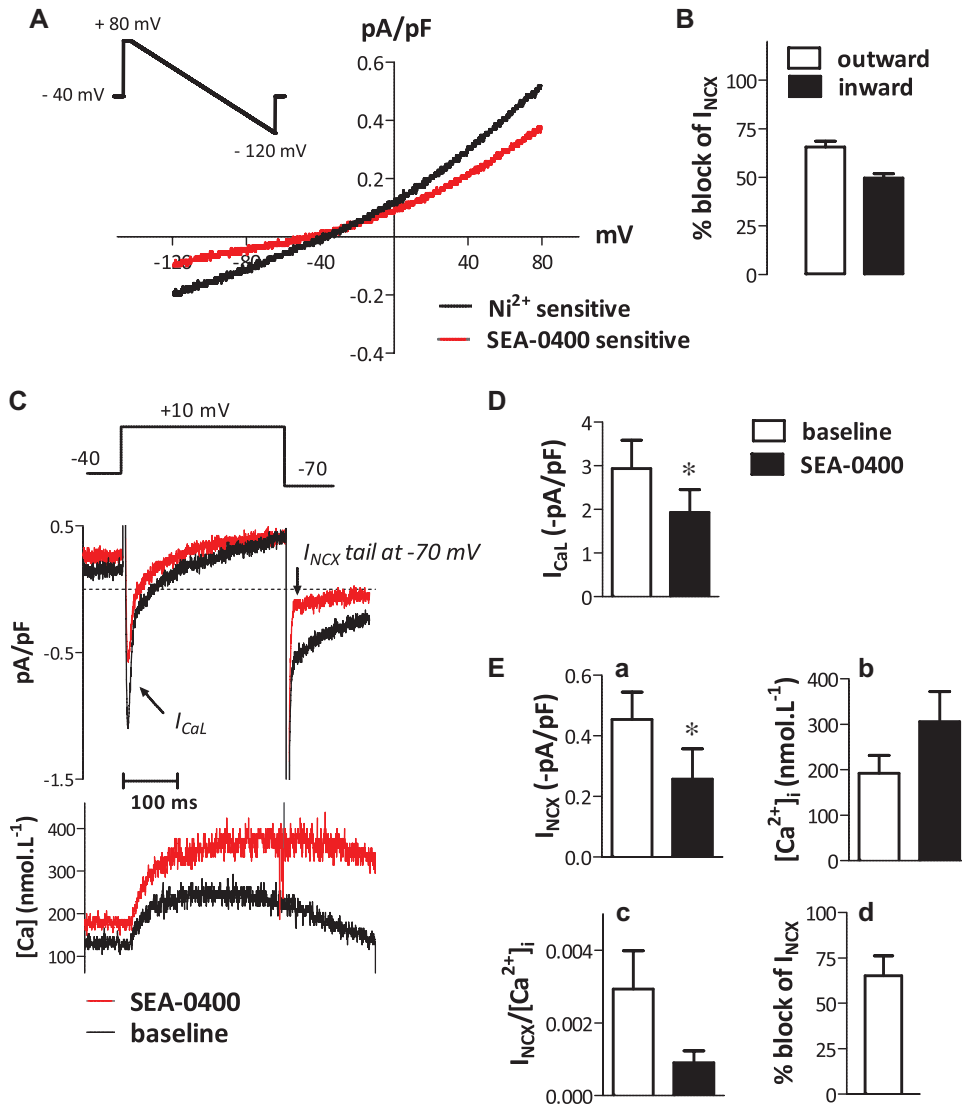 A
+ 80 mV
- 40 mV
- 120 mV
pA/pF
0.6
0.4
0.2
-0.2
-0.4
-120
-80
-40
0
40
80
mV
Ni2+ sensitive
SEA-0400 sensitive
B
% block of INCX
100
75
50
25
0
outward
inward
C
+10 mV
-40
-70
pA/pF
0.5
-0.5
-1.5
INCX tail at -70 mV
ICaL
100 ms
[Ca] (nmol.L-1)
400
300
200
100
SEA-0400
baseline
D
ICaL (-pA/pF)
4
3
2
1
0
*
baseline
SEA-0400
E
a
INCX (-pA/pF)
0.6
0.4
0.2
0.0
*
b
[Ca2+]i (nmol.L-1)
400
300
200
100
0
c
INCX/[Ca2+]i
0.004
0.002
0.000
d
% block of INCX
100
75
50
25
0